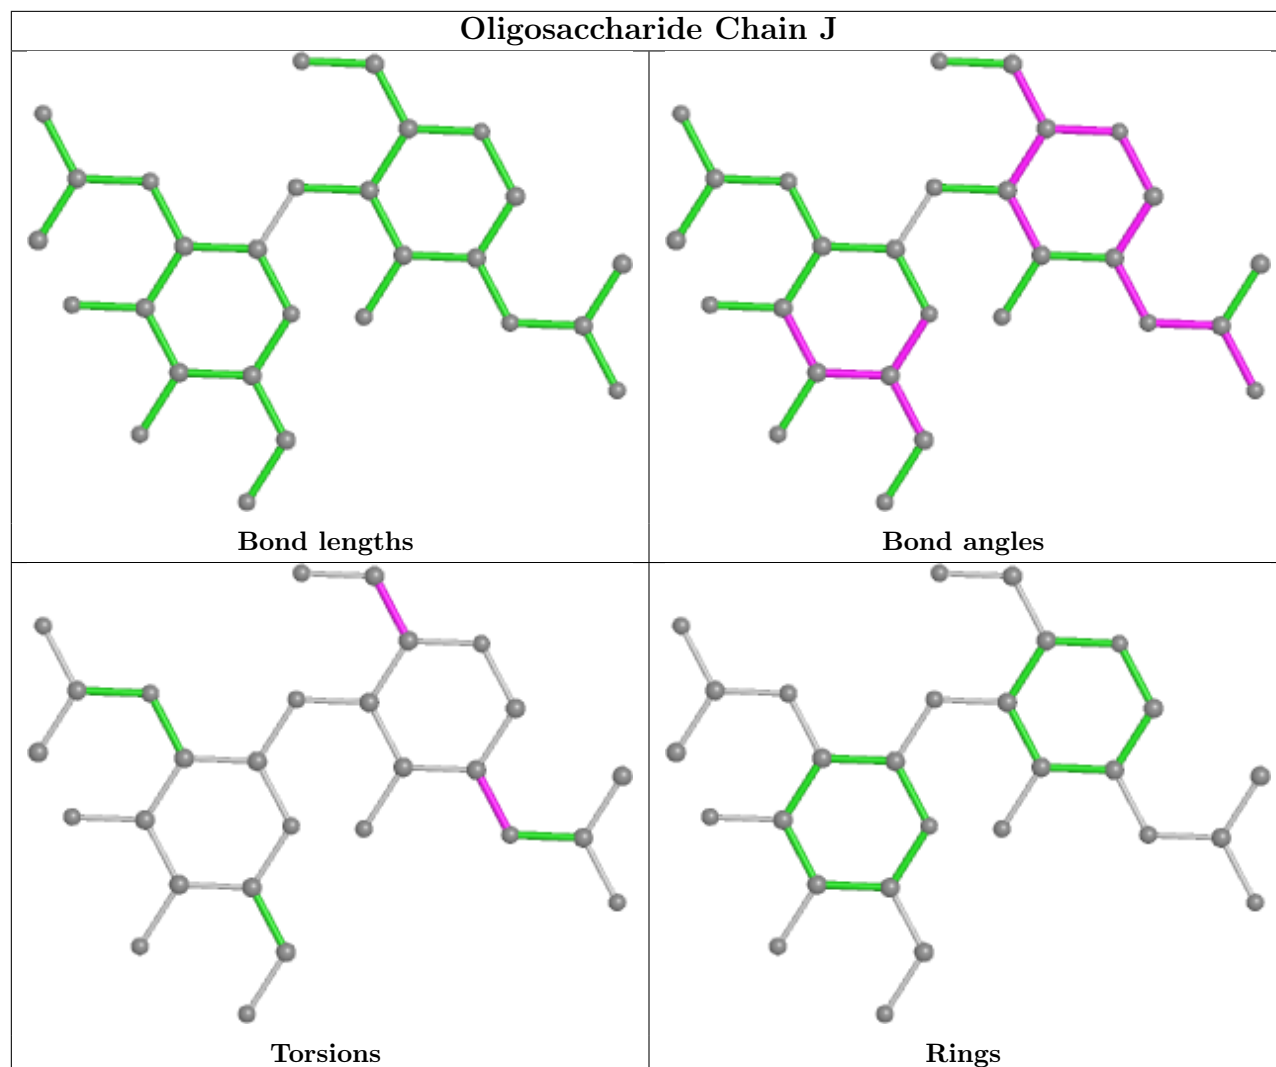 Oligosaccharide Chain J
Bond lengths
Bond angles
Torsions
Rings